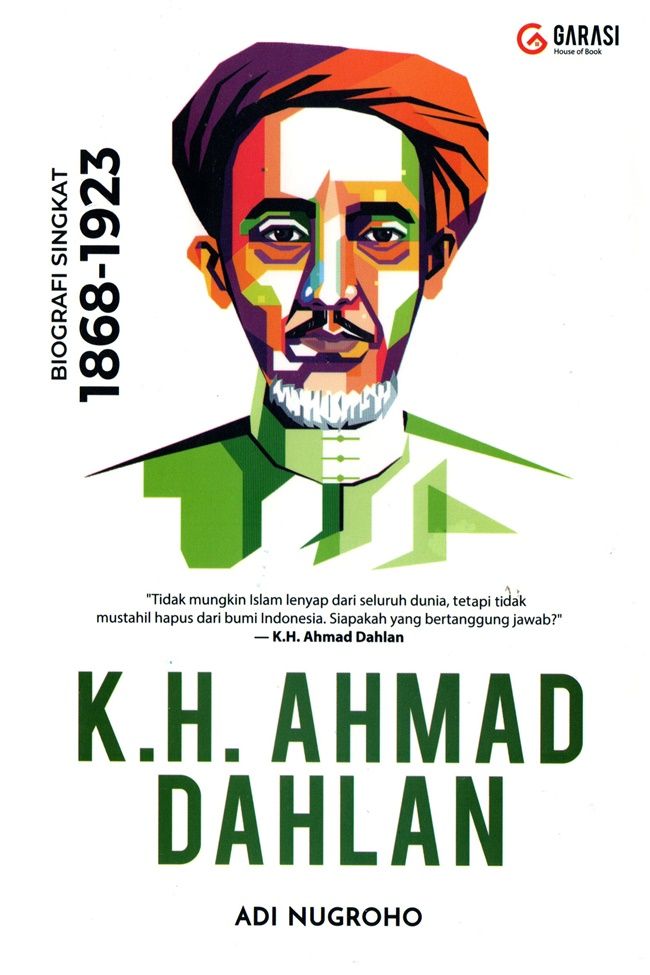 GARASI
House of Book
BIOGRAFI SINGKAT
1868-1923
"Tidak mungkin Islam lenyap dari seluruh dunia, tetapi tidak
mustahil hapus dari bumi Indonesia. Siapakah yang bertanggung jawab?"
— K.H. Ahmad Dahlan
K.H. AHMAD
DAHLAN
ADI NUGROHO